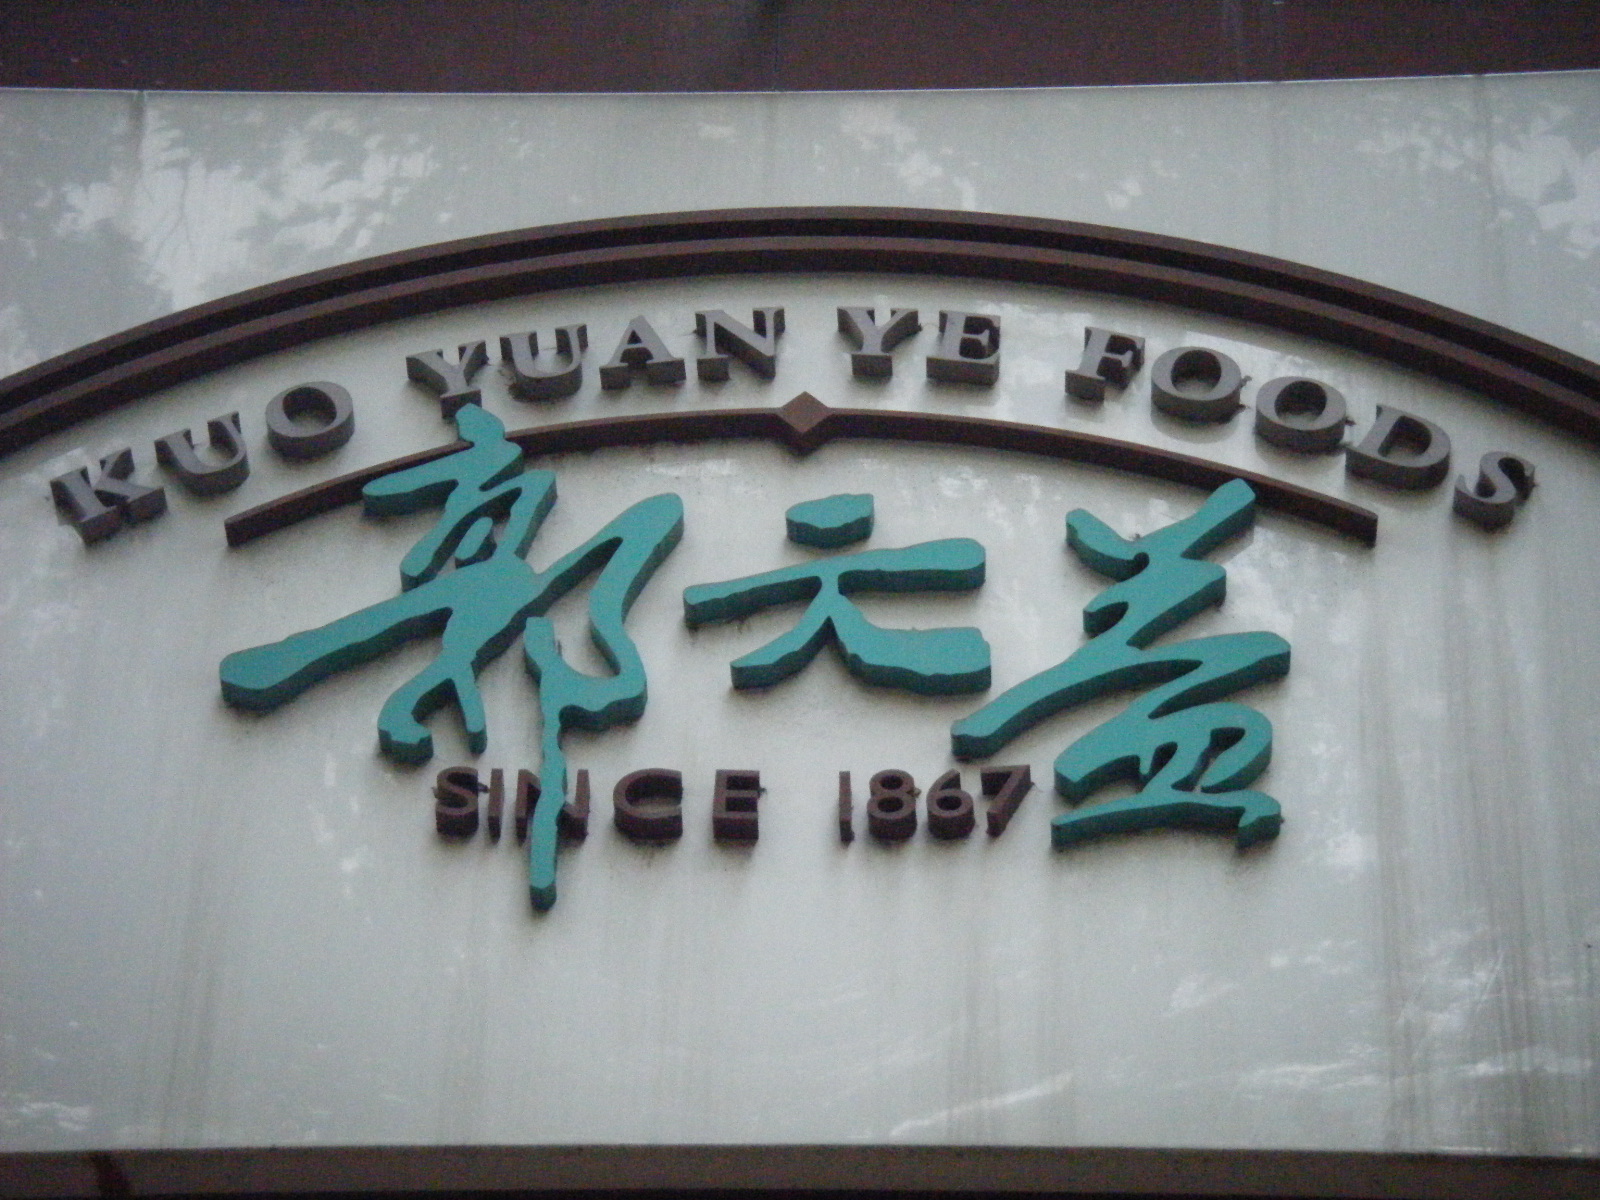 KUO YUAN YE FOODS
郭元益
SINCE 1867